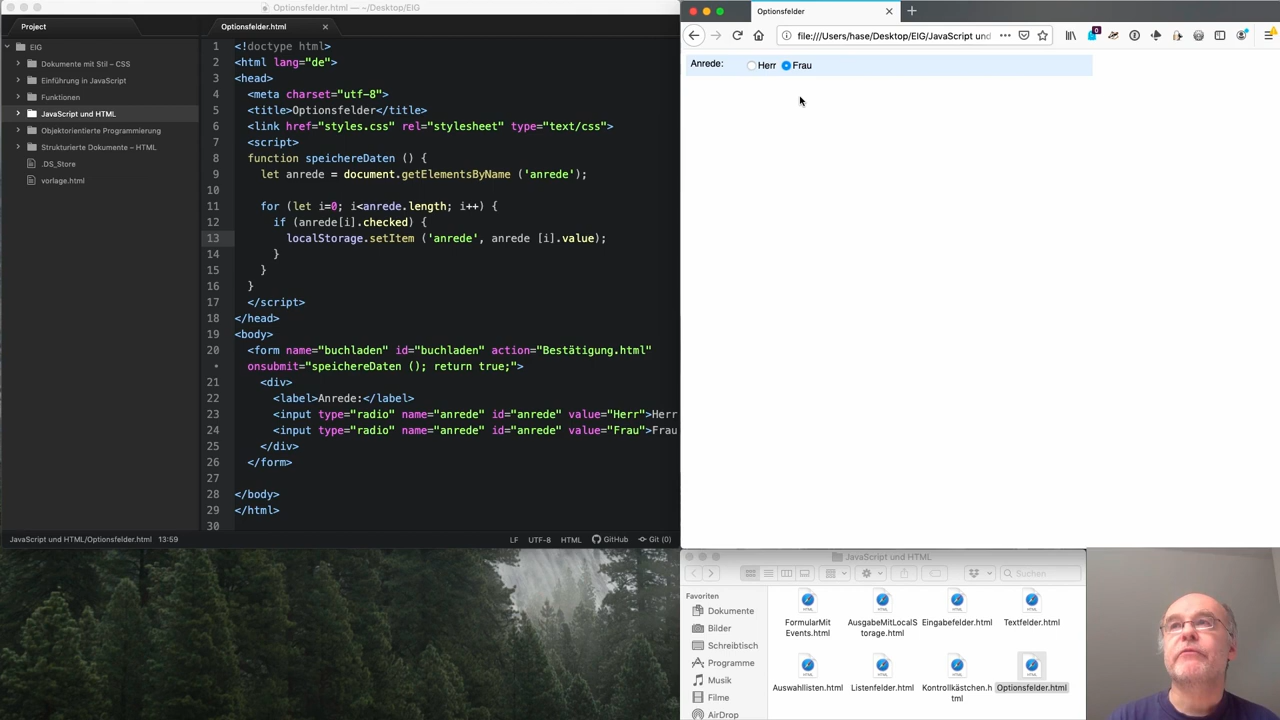 Optionsfelder.html — ~/Desktop/EiG
Project
EiG
Dokumente mit Stil – CSS
Einführung in JavaScript
Funktionen
JavaScript und HTML
Objektorientierte Programmierung
Strukturierte Dokumente – HTML
.DS_Store
vorlage.html
Optionsfelder.html
1 <!doctype html>
2 <html lang="de">
3 <head>
4 <meta charset="utf-8">
5 <title>Optionsfelder</title>
6 <link href="styles.css" rel="stylesheet" type="text/css">
7 <script>
8 function speichereDaten () {
9 let anrede = document.getElementsByName ('anrede');
10
11 for (let i=0; i<anrede.length; i++) {
12 if (anrede[i].checked) {
13 localStorage.setItem ('anrede', anrede [i].value);
14 }
15 }
16 }
17 </script>
18 </head>
19 <body>
20 <form name="buchladen" id="buchladen" action="Bestätigung.html"
• onsubmit="speichereDaten (); return true;">
21 <div>
22 <label>Anrede:</label>
23 <input type="radio" name="anrede" id="anrede" value="Herr">Herr
24 <input type="radio" name="anrede" id="anrede" value="Frau">Frau
25 </div>
26 </form>
27
28 </body>
29 </html>
30
JavaScript und HTML/Optionsfelder.html 13:59
LF UTF-8 HTML GitHub Git (0)
Optionsfelder
file:///Users/hase/Desktop/EIG/JavaScript und
0
Anrede: Herr Frau
JavaScript und HTML
Suchen
Favoriten
Dokumente
Bilder
Schreibtisch
Programme
Musik
Filme
AirDrop
FormularMit
Events.html
AusgabeMitLocalS
torage.html
Eingabefelder.html
Textfelder.html
Auswahllisten.html
Listenfelder.html
Kontrollkästchen.h
tml
Optionsfelder.html